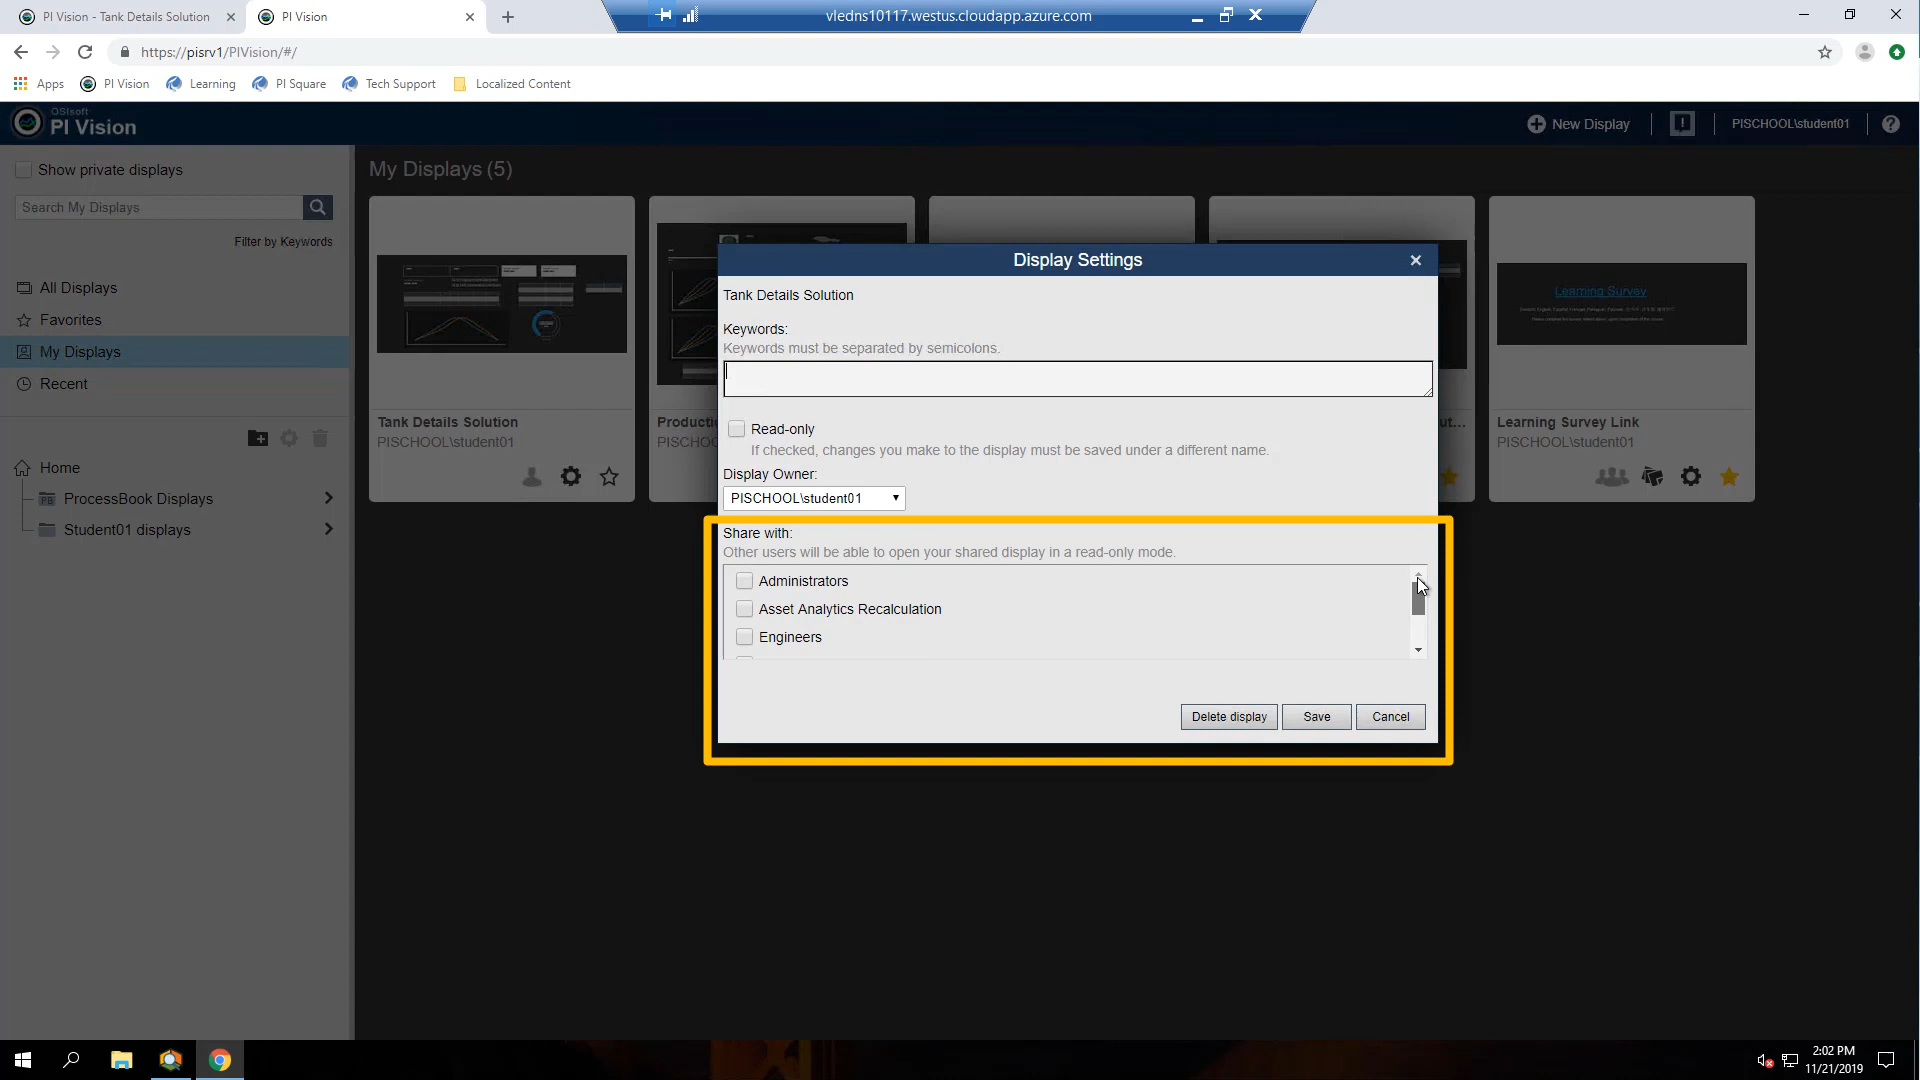 PI Vision - Tank Details Solution
PI Vision
vledns10117.westus.cloudapp.azure.com
https://pisrv1/PIVision/#/
Apps
PI Vision
Learning
PI Square
Tech Support
Localized Content
OSIsoft
PI Vision
New Display
PISCHOOL\student01
Show private displays
Search My Displays
Filter by Keywords
All Displays
Favorites
My Displays
Recent
Home
PB
ProcessBook Displays
Student01 displays
My Displays (5)
Tank Details Solution
PISCHOOL\student01
Producti
PISCHOO
ut...
Learning Survey
Learning Survey Link
PISCHOOL\student01
Display Settings
Tank Details Solution
Keywords:
Keywords must be separated by semicolons.
Read-only
If checked, changes you make to the display must be saved under a different name.
Display Owner:
PISCHOOL\student01
Share with:
Other users will be able to open your shared display in a read-only mode.
Administrators
Asset Analytics Recalculation
Engineers
Delete display
Save
Cancel
2:02 PM
11/21/2019